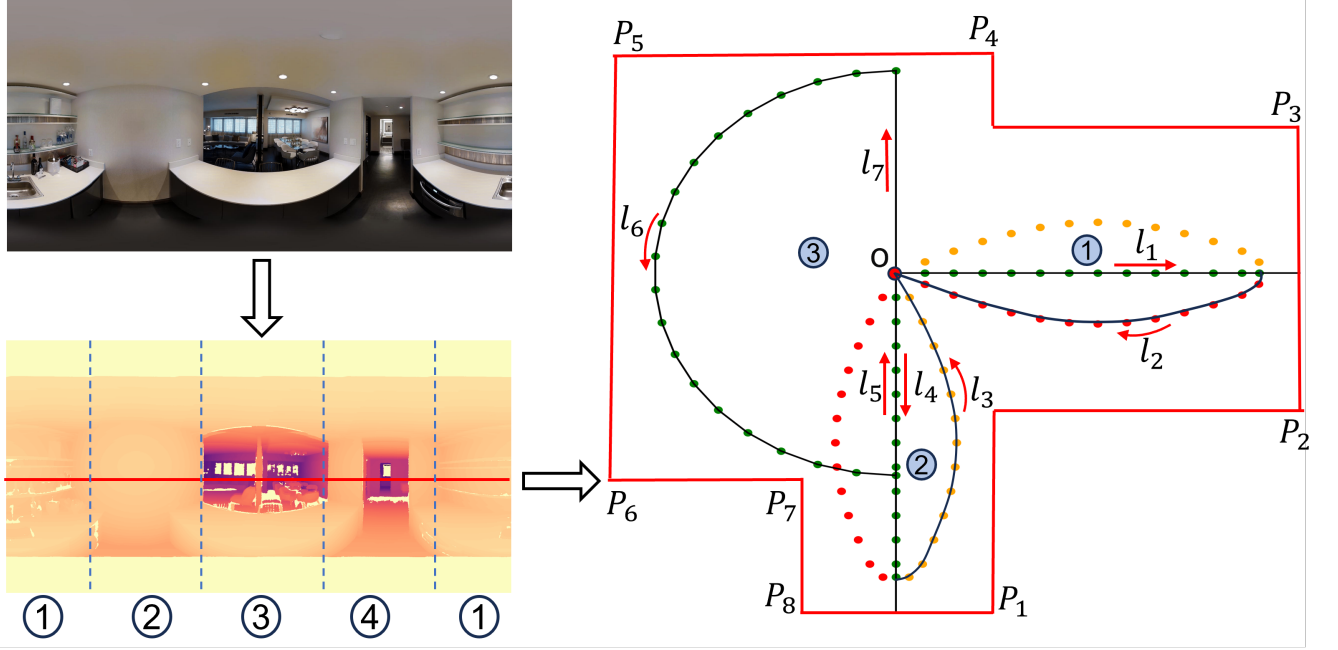 P₅
P₄
P₃
l₇
l₆
③
O
①
l₁
l₂
l₅
l₄
l₃
②
P₂
P₆
P₇
P₈
P₁
① ② ③ ④ ①